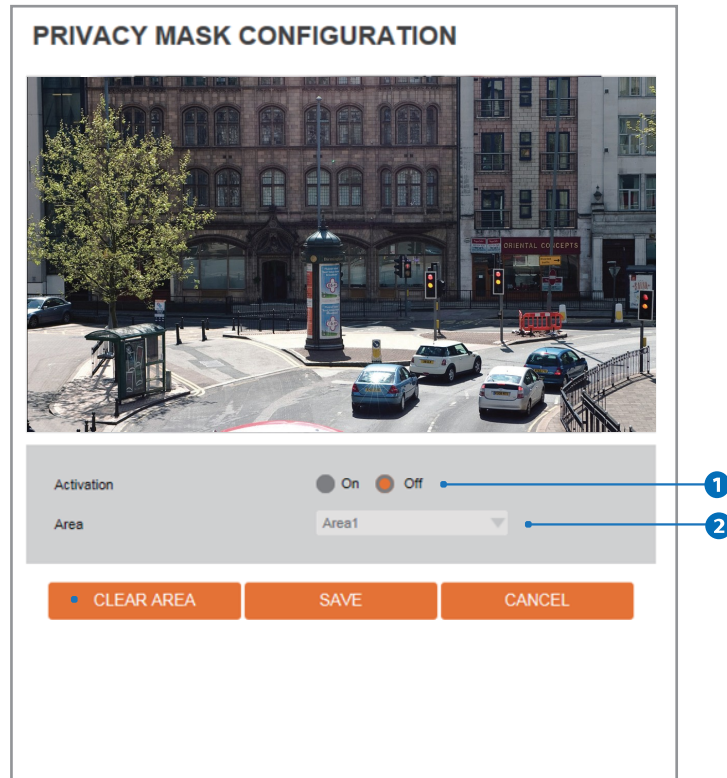 PRIVACY MASK CONFIGURATION
ORIENTAL CONCEPTS
Activation
On
Off
1
Area
Area1
2
CLEAR AREA
SAVE
CANCEL